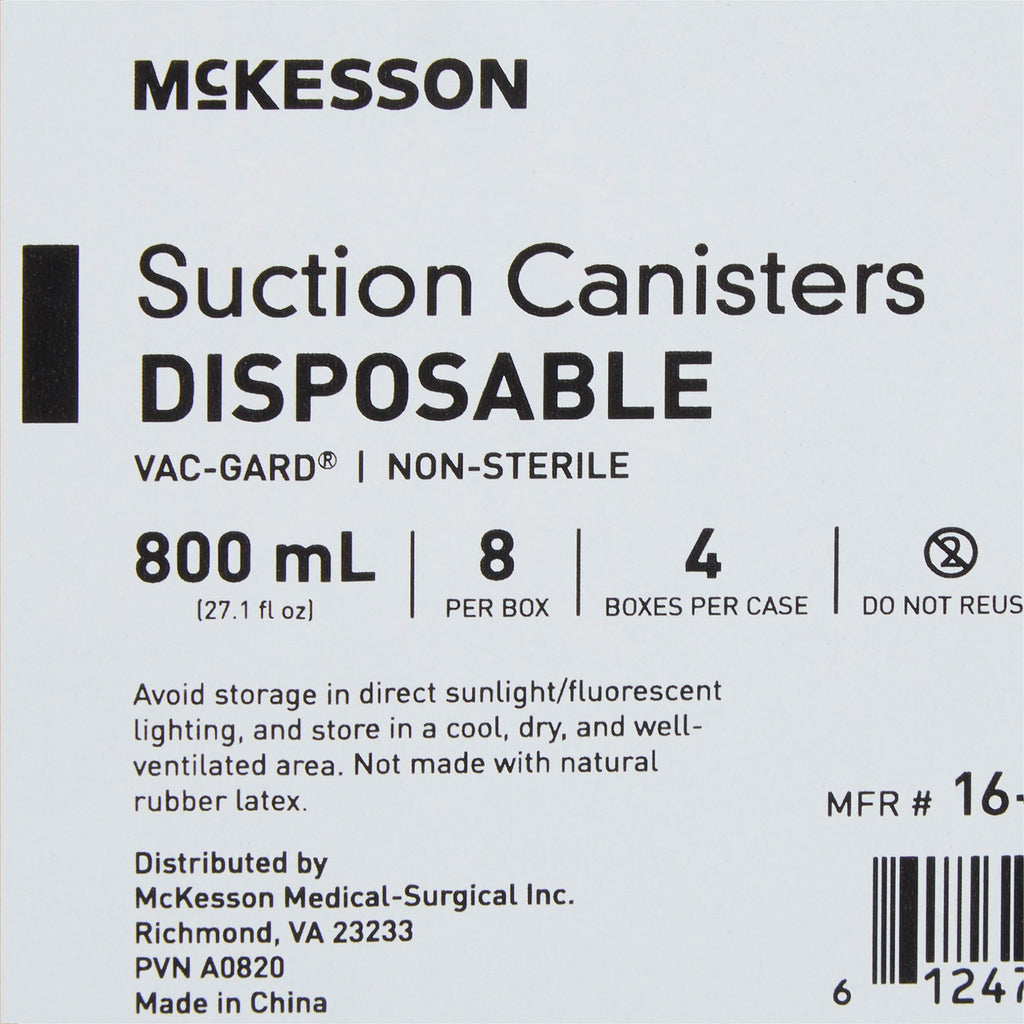 McKESSON
Suction Canisters
DISPOSABLE
VAC-GARD® | NON-STERILE
800 mL
(27.1 fl oz)
8
PER BOX
4
BOXES PER CASE
2
DO NOT REUS
Avoid storage in direct sunlight/fluorescent
lighting, and store in a cool, dry, and well-
ventilated area. Not made with natural
rubber latex.
MFR # 16-
Distributed by
McKesson Medical-Surgical Inc.
Richmond, VA 23233
PVN A0820
Made in China
6 1247